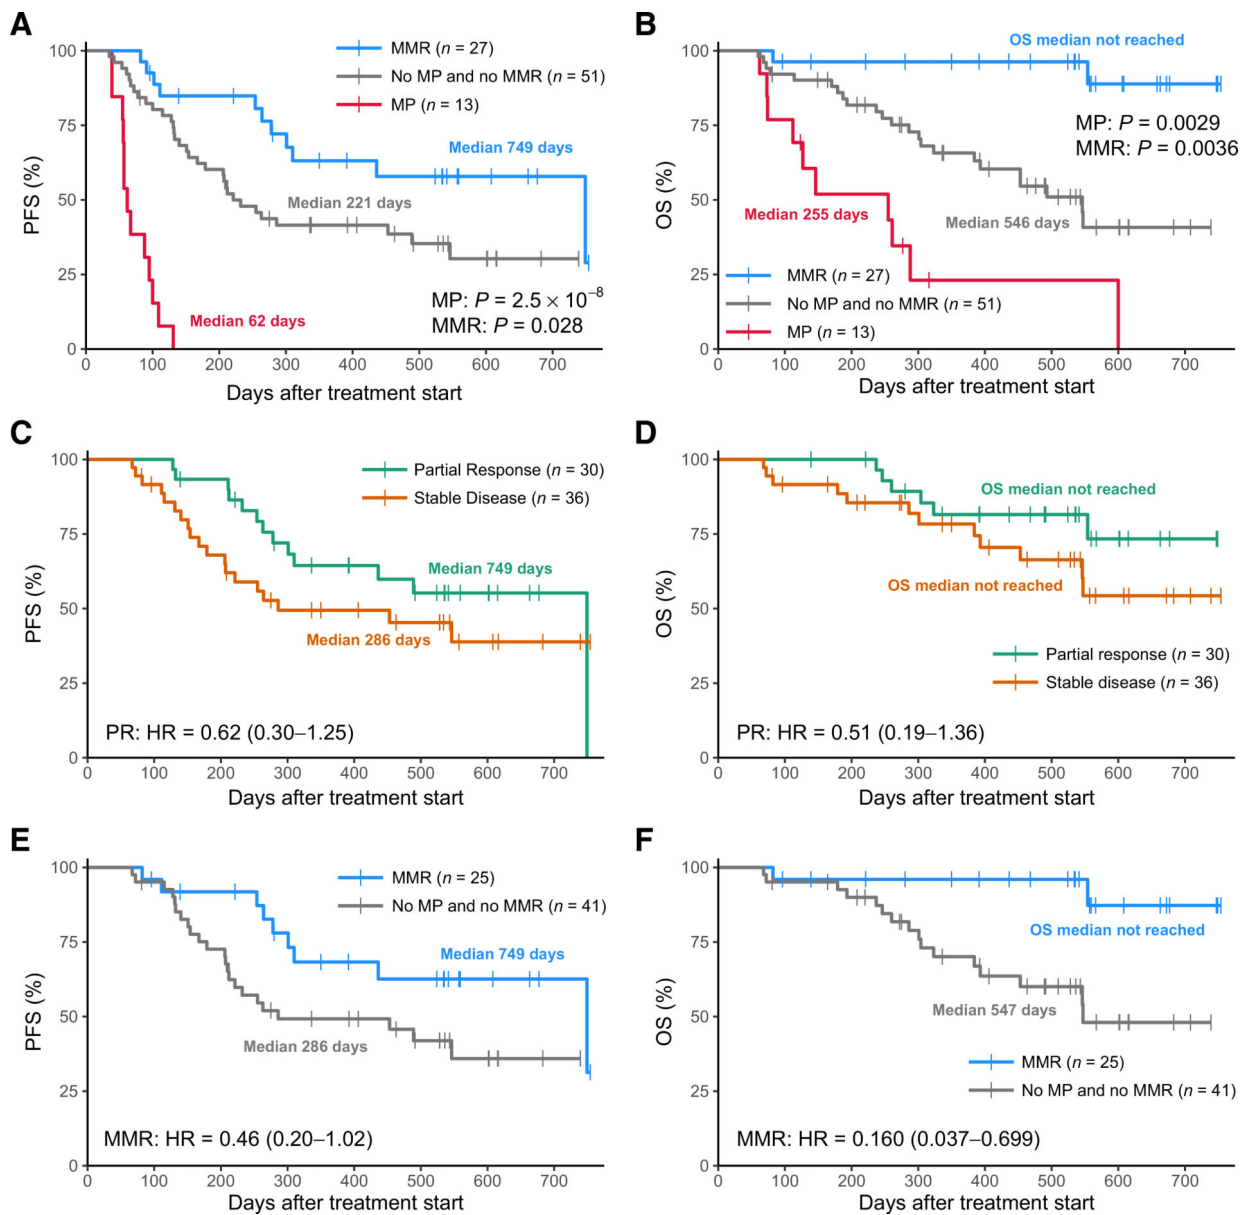 A
MMR (n = 27)
No MP and no MMR (n = 51)
MP (n = 13)
100
75
50
25
0
PFS (%)
Median 749 days
Median 221 days
Median 62 days
MP: P = 2.5 × 10⁻⁸
MMR: P = 0.028
0 100 200 300 400 500 600 700
Days after treatment start
B
OS median not reached
100
75
50
25
0
OS (%)
MP: P = 0.0029
MMR: P = 0.0036
Median 255 days
Median 546 days
MMR (n = 27)
No MP and no MMR (n = 51)
MP (n = 13)
0 100 200 300 400 500 600 700
Days after treatment start
C
Partial Response (n = 30)
Stable Disease (n = 36)
100
75
50
25
0
PFS (%)
Median 749 days
Median 286 days
PR: HR = 0.62 (0.30–1.25)
0 100 200 300 400 500 600 700
Days after treatment start
D
100
75
50
25
0
OS (%)
OS median not reached
OS median not reached
Partial response (n = 30)
Stable disease (n = 36)
PR: HR = 0.51 (0.19–1.36)
0 100 200 300 400 500 600 700
Days after treatment start
E
MMR (n = 25)
No MP and no MMR (n = 41)
100
75
50
25
0
PFS (%)
Median 749 days
Median 286 days
MMR: HR = 0.46 (0.20–1.02)
0 100 200 300 400 500 600 700
Days after treatment start
F
100
75
50
25
0
OS (%)
OS median not reached
Median 547 days
MMR (n = 25)
No MP and no MMR (n = 41)
MMR: HR = 0.160 (0.037–0.699)
0 100 200 300 400 500 600 700
Days after treatment start